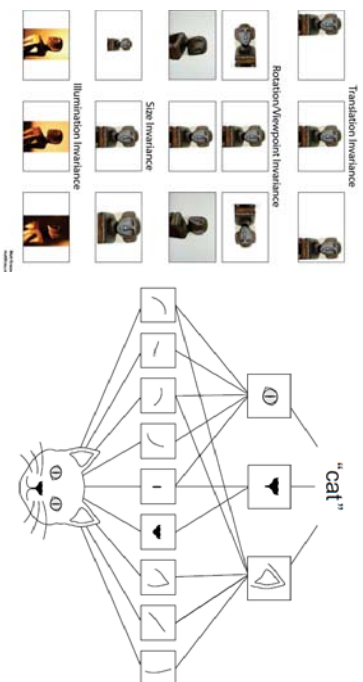 Translation Invariance
Rotation/Viewpoint Invariance
Size Invariance
Illumination Invariance
"cat"